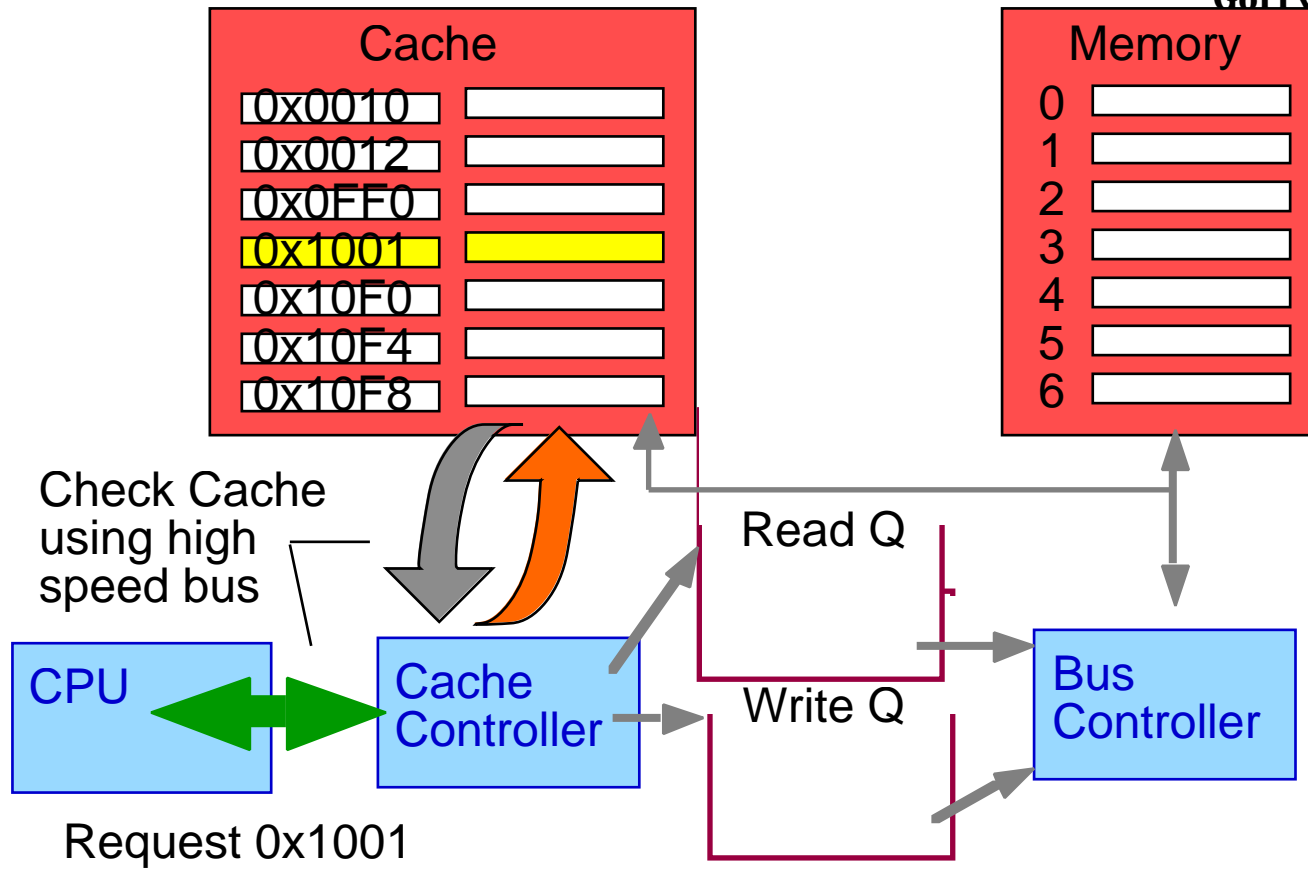 Cache
0x0010
0x0012
0x0FF0
0x1001
0x10F0
0x10F4
0x10F8
Memory
0
1
2
3
4
5
6
Check Cache
using high
speed bus
Read Q
CPU
Cache
Controller
Write Q
Bus
Controller
Request 0x1001